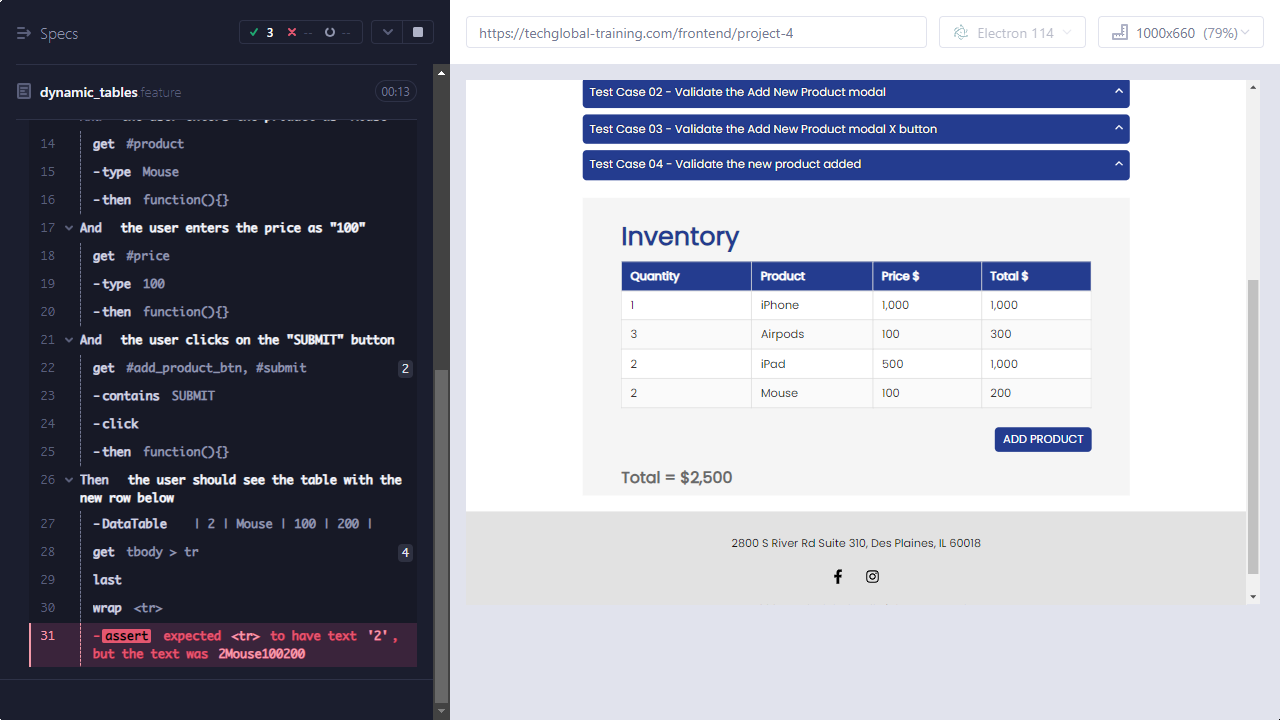 Specs
3
--
--
https://techglobal-training.com/frontend/project-4
Electron 114
1000x660 (79%)
dynamic_tables feature
00:13
14 get #product
15 -type Mouse
16 -then function(){}
17 And the user enters the price as "100"
18 get #price
19 -type 100
20 -then function(){}
21 And the user clicks on the "SUBMIT" button
22 get #add_product_btn, #submit 2
23 -contains SUBMIT
24 -click
25 -then function(){}
26 Then the user should see the table with the
new row below
27 -DataTable | 2 | Mouse | 100 | 200 |
28 get tbody > tr 4
29 last
30 wrap <tr>
31 -assert expected <tr> to have text '2',
but the text was 2Mouse100200
Test Case 02 - Validate the Add New Product modal
Test Case 03 - Validate the Add New Product modal X button
Test Case 04 - Validate the new product added
Inventory
Quantity Product Price $ Total $
1 iPhone 1,000 1,000
3 Airpods 100 300
2 iPad 500 1,000
2 Mouse 100 200
ADD PRODUCT
Total = $2,500
2800 S River Rd Suite 310, Des Plaines, IL 60018